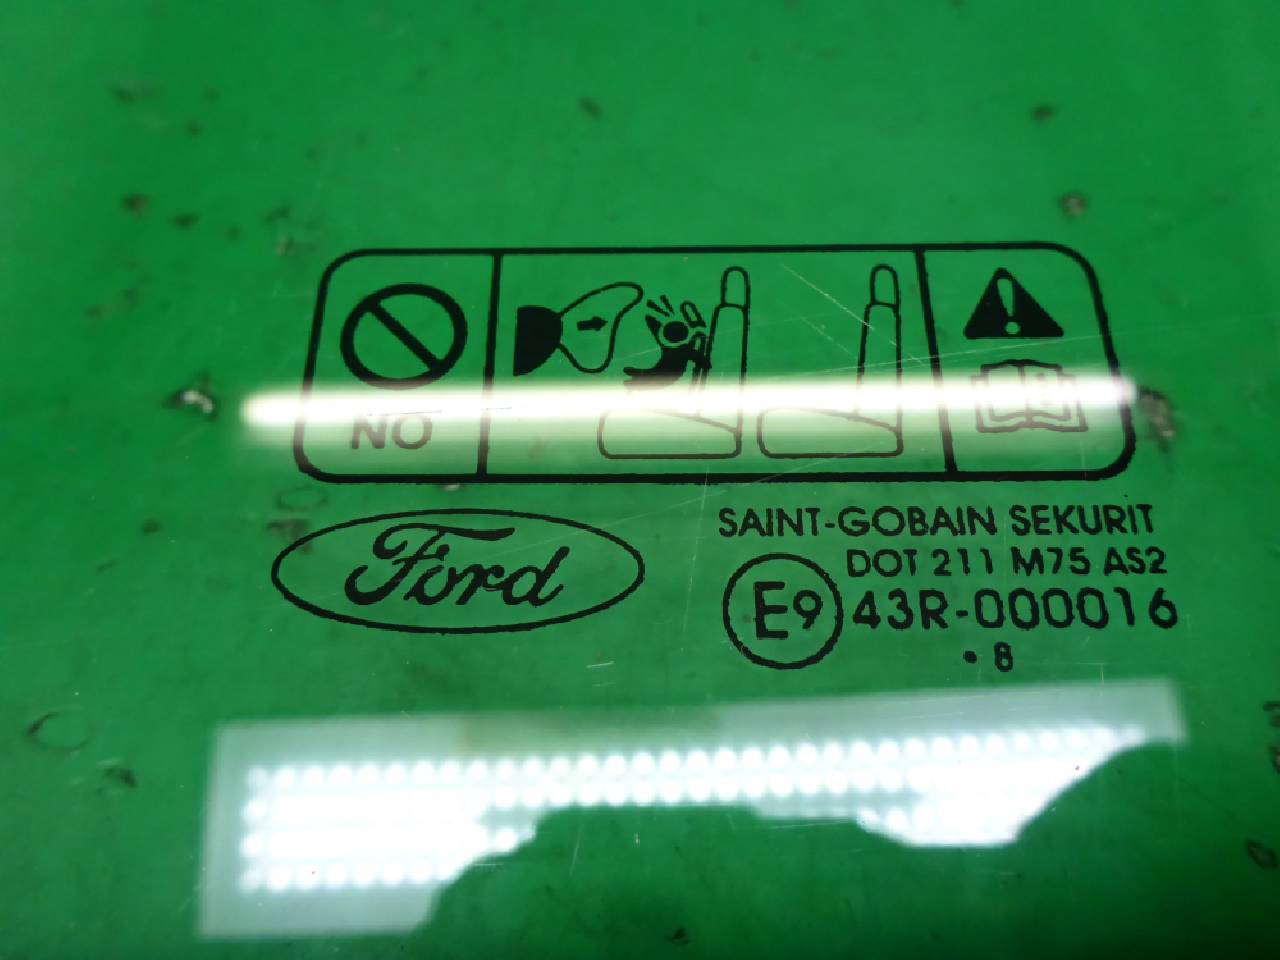 NO
Ford
SAINT-GOBAIN SEKURIT
DOT 211 M75 AS2
E9 43R-000016
• 8